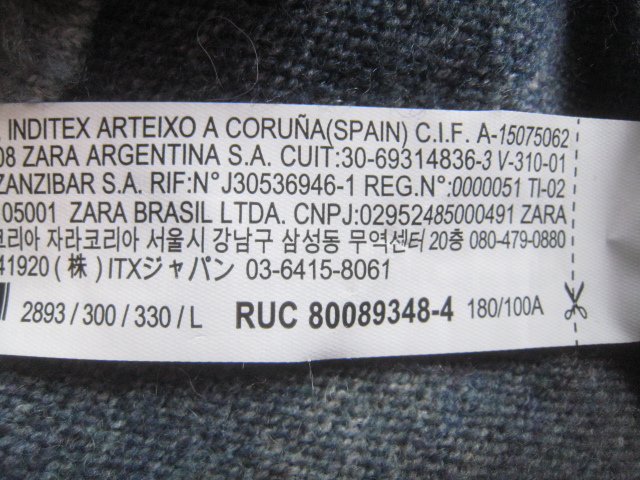 INDITEX ARTEIXO A CORUÑA(SPAIN) C.I.F. A-15075062
08 ZARA ARGENTINA S.A. CUIT:30-69314836-3 V-310-01
ZANZIBAR S.A. RIF:N°J30536946-1 REG.N°:0000051 TI-02
05001 ZARA BRASIL LTDA. CNPJ:02952485000491 ZARA
코리아 자라코리아 서울시 강남구 삼성동 무역센트 20층 080-479-0880
41920 (株) ITXジャパン 03-6415-8061
2893 / 300 / 330 / L RUC 80089348-4 180/100A